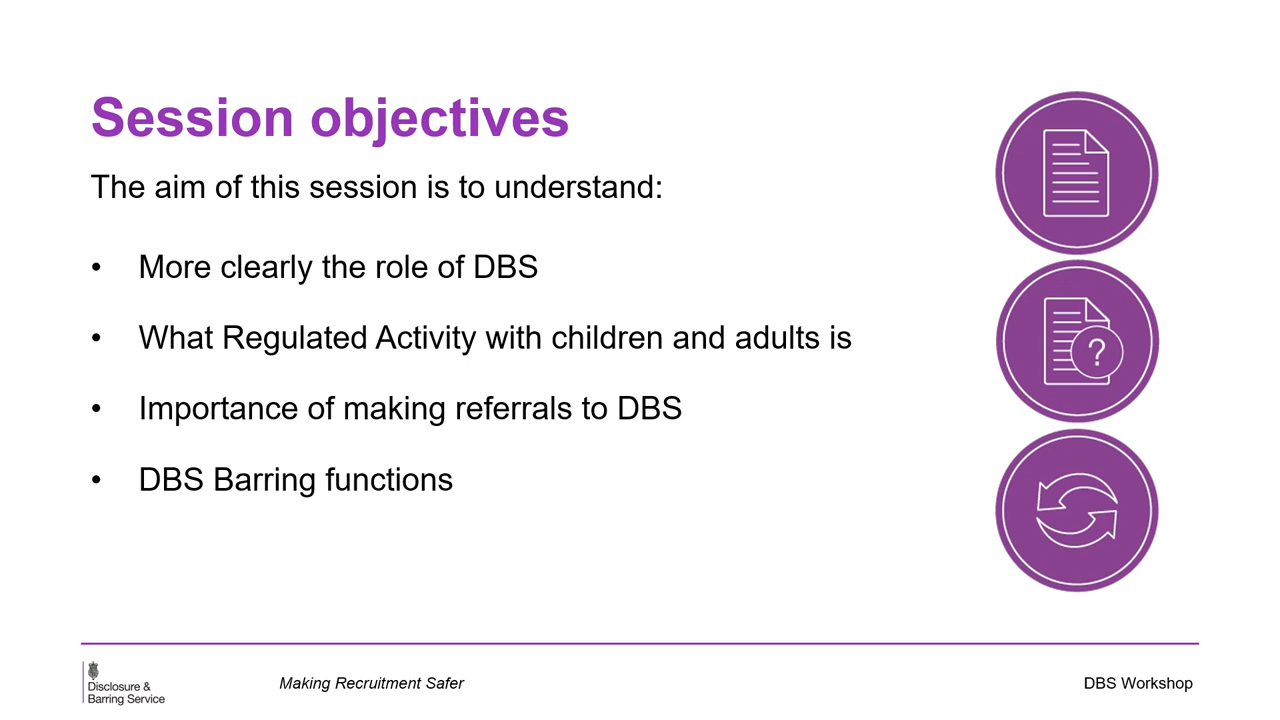 Session objectives
The aim of this session is to understand:
• More clearly the role of DBS
• What Regulated Activity with children and adults is
• Importance of making referrals to DBS
• DBS Barring functions
?
Disclosure &
Barring Service
Making Recruitment Safer
DBS Workshop